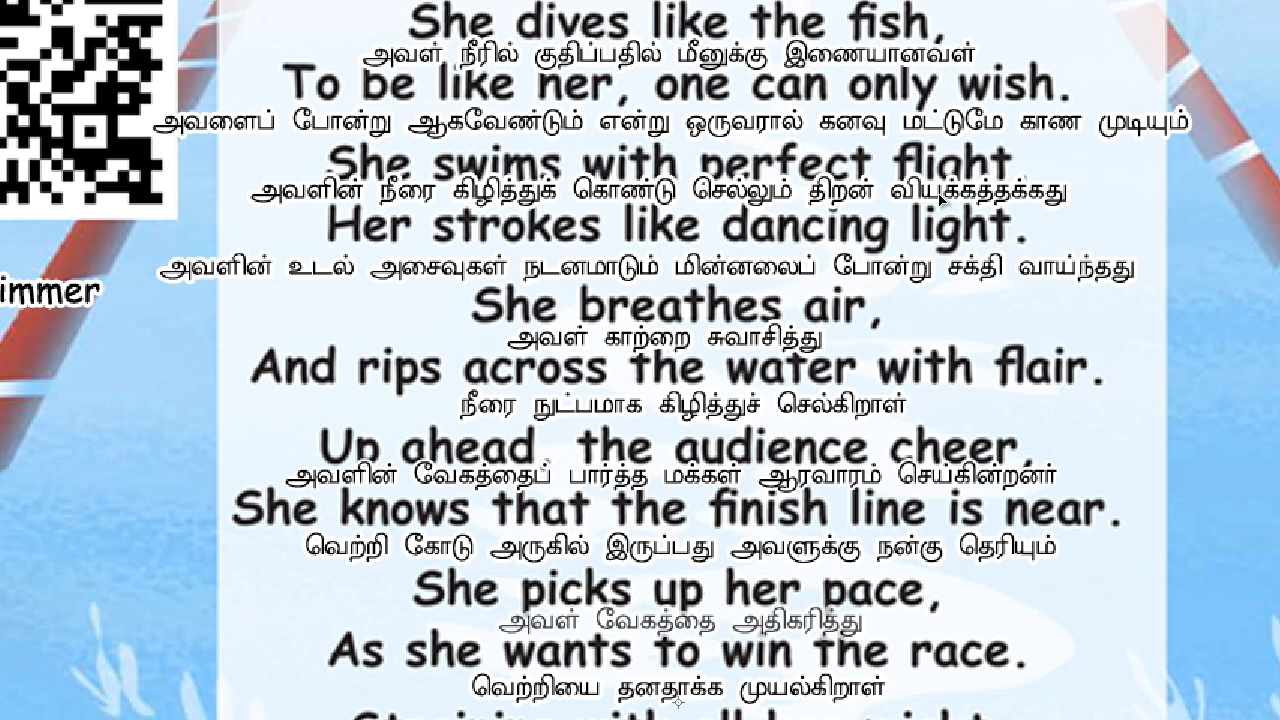 She dives like the fish,
அவள் நீரில் குதிப்பதில் மீனுக்கு இணையானவள்
To be like her, one can only wish.
அவளைப் போன்று ஆகவேண்டும் என்று ஒருவரால் கனவு மட்டுமே காண முடியும்
She swims with perfect flight
அவளின் நீரை கிழித்துக் கொண்டு செல்லும் திறன் வியக்கத்தக்கது
Her strokes like dancing light.
அவளின் உடல் அசைவுகள் நடனமாடும் மின்னலைப் போன்று சக்தி வாய்ந்தது
immer
She breathes air,
அவள் காற்றை சுவாசித்து
And rips across the water with flair.
நீரை நுட்பமாக கிழித்துச் செல்கிறாள்
Up ahead, the audience cheer,
அவளின் வேகத்தைப் பார்த்த மக்கள் ஆரவாரம் செய்கின்றனர்
She knows that the finish line is near.
வெற்றி கோடு அருகில் இருப்பது அவளுக்கு நன்கு தெரியும்
She picks up her pace,
அவள் வேகத்தை அதிகரித்து
As she wants to win the race.
வெற்றியை தனதாக்க முயல்கிறாள்